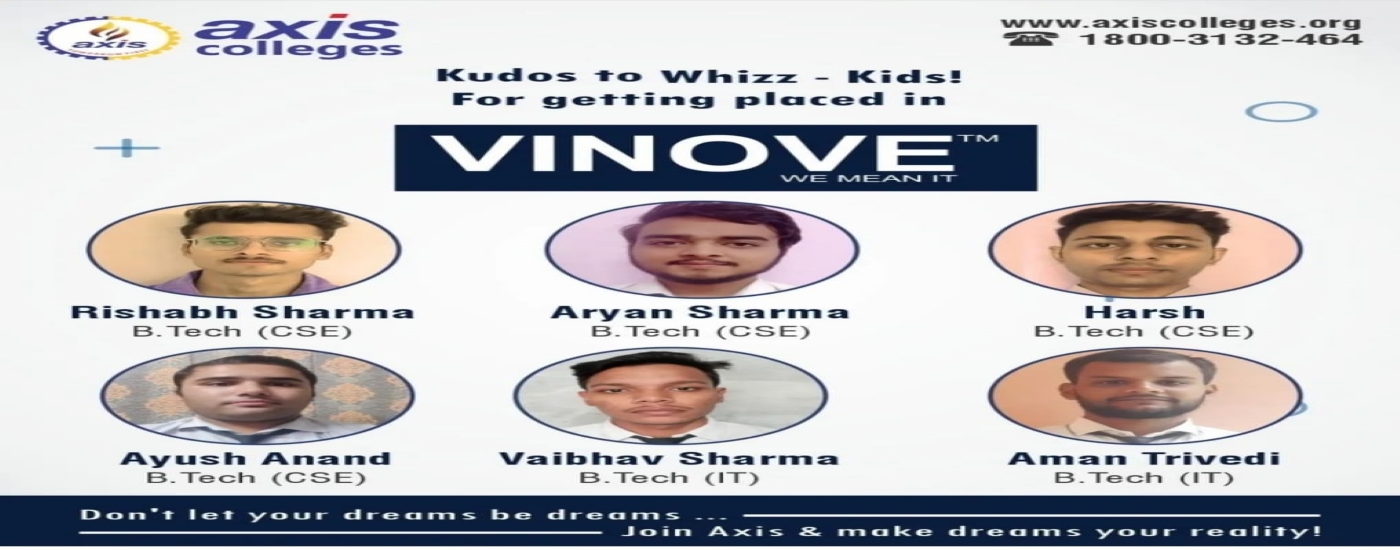 axis
axis
colleges
www.axiscolleges.org
1800-3132-464
Kudos to Whizz - Kids!
For getting placed in
VINOVE™
WE MEAN IT
Rishabh Sharma
B.Tech (CSE)
Aryan Sharma
B.Tech (CSE)
Harsh
B.Tech (CSE)
Ayush Anand
B.Tech (CSE)
Vaibhav Sharma
B.Tech (IT)
Aman Trivedi
B.Tech (IT)
Don't let your dreams be dreams ...
Join Axis & make dreams your reality!